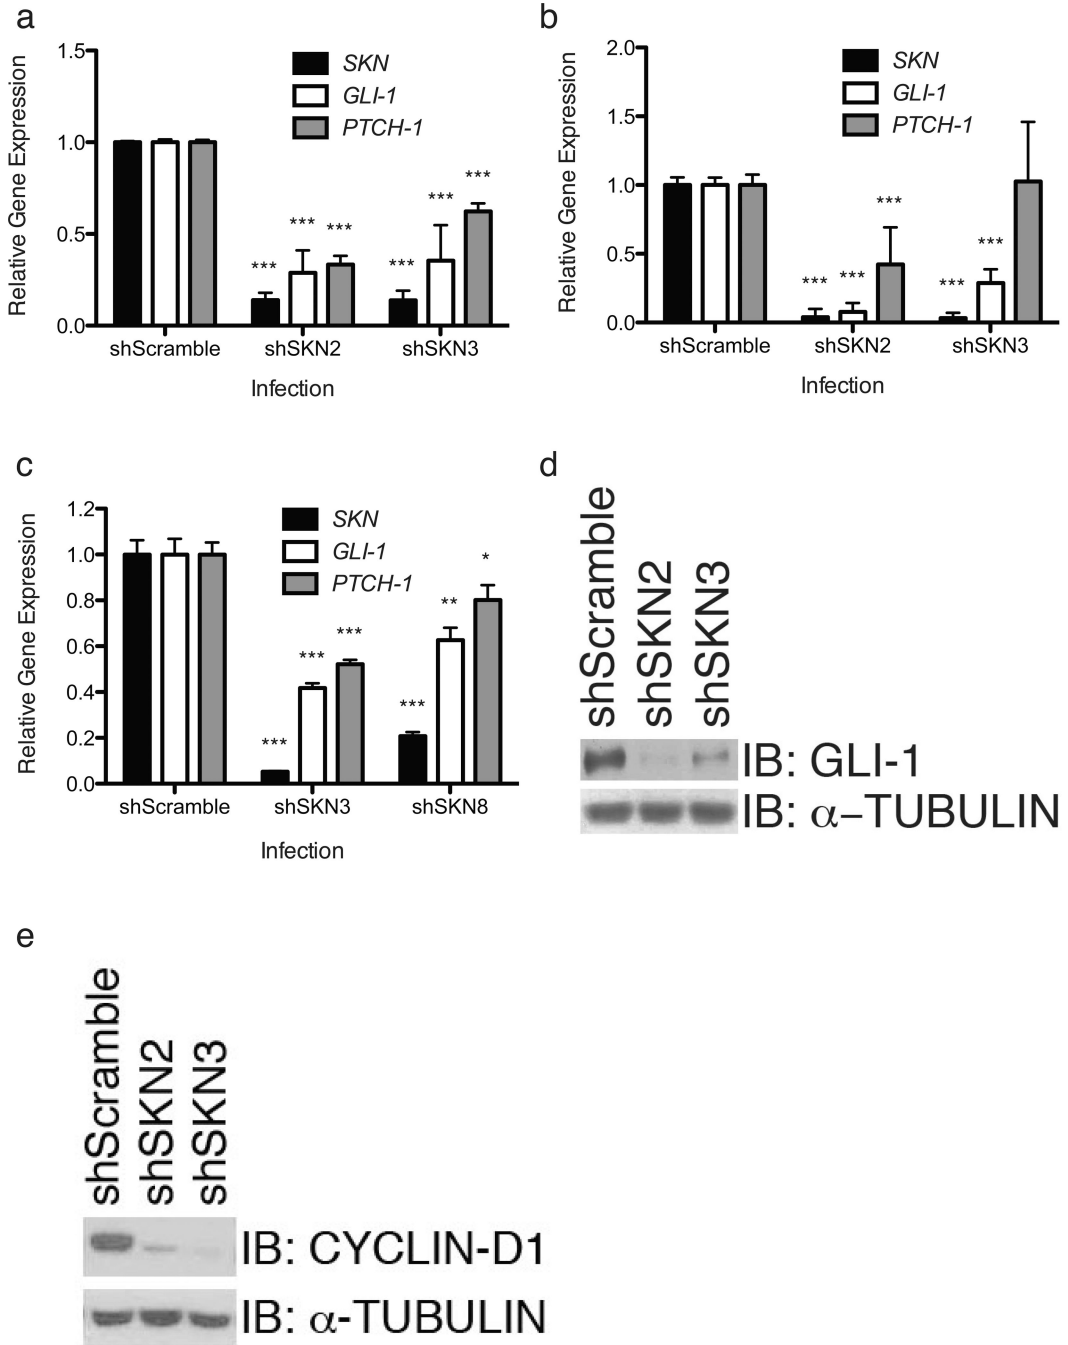 a
Relative Gene Expression
1.5
1.0
0.5
0.0
SKN
GLI-1
PTCH-1
*** *** ***
*** *** ***
shScramble shSKN2 shSKN3
Infection
b
Relative Gene Expression
2.0
1.5
1.0
0.5
0.0
SKN
GLI-1
PTCH-1
*** *** ***
*** ***
shScramble shSKN2 shSKN3
Infection
c
Relative Gene Expression
1.2
1.0
0.8
0.6
0.4
0.2
0.0
SKN
GLI-1
PTCH-1
*** *** ***
*** ** *
shScramble shSKN3 shSKN8
Infection
d
shScramble
shSKN2
shSKN3
IB: GLI-1
IB: α–TUBULIN
e
shScramble
shSKN2
shSKN3
IB: CYCLIN-D1
IB: α-TUBULIN